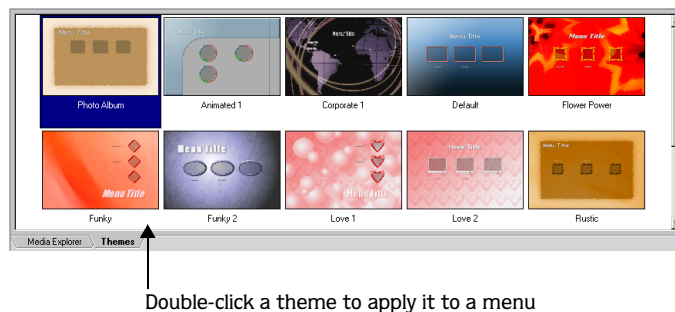 Menu Title
Menu Title
Menu Title
Menu Title
Menu Title
Photo Album
Animated 1
Corporate 1
Default
Flower Power
Menu Title
Menu Title
Menu Title
Menu Title
Menu Title
Funky
Funky 2
Love 1
Love 2
Rustic
Media Explorer
Themes
Double-click a theme to apply it to a menu